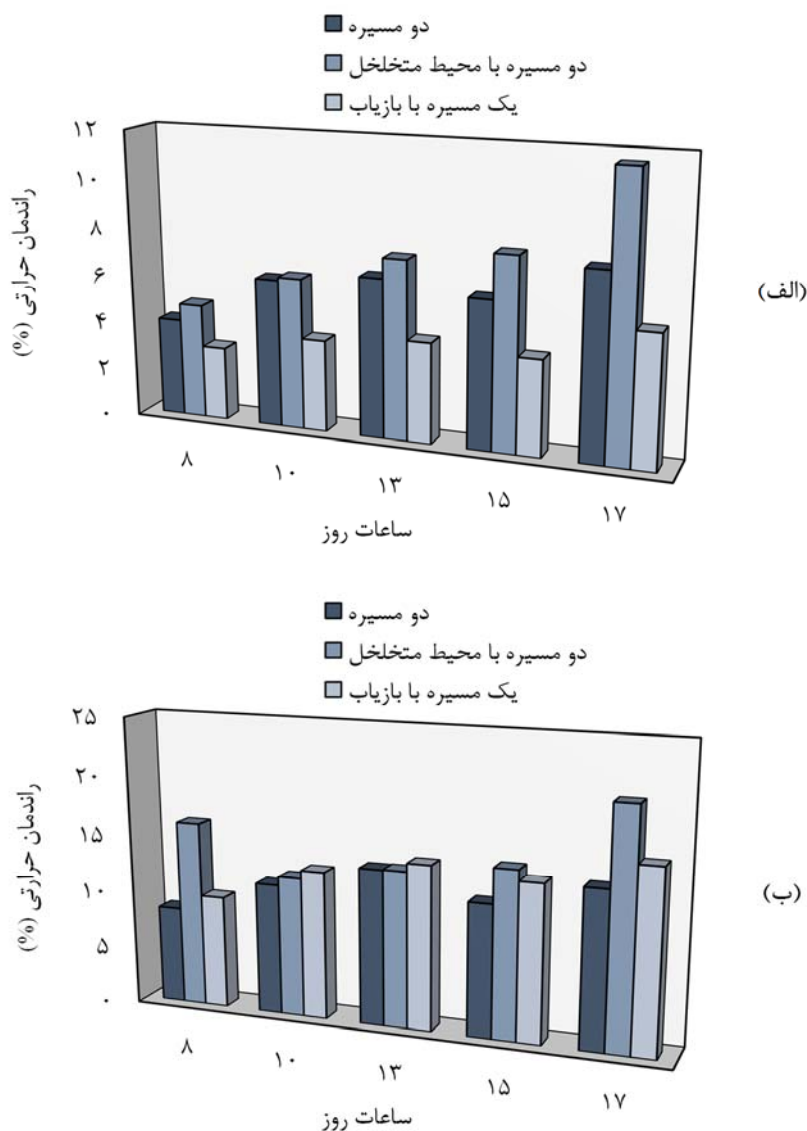 دو مسیره
دو مسیره با محیط متخلخل
یک مسیره با بازیاب
۱۲
۱۰
۸
۶
۴
۲
۰
راندمان حرارتی (%)
۸
۱۰
۱۳
۱۵
۱۷
ساعات روز
(الف)
دو مسیره
دو مسیره با محیط متخلخل
یک مسیره با بازیاب
۲۵
۲۰
۱۵
۱۰
۵
۰
راندمان حرارتی (%)
۸
۱۰
۱۳
۱۵
۱۷
ساعات روز
(ب)